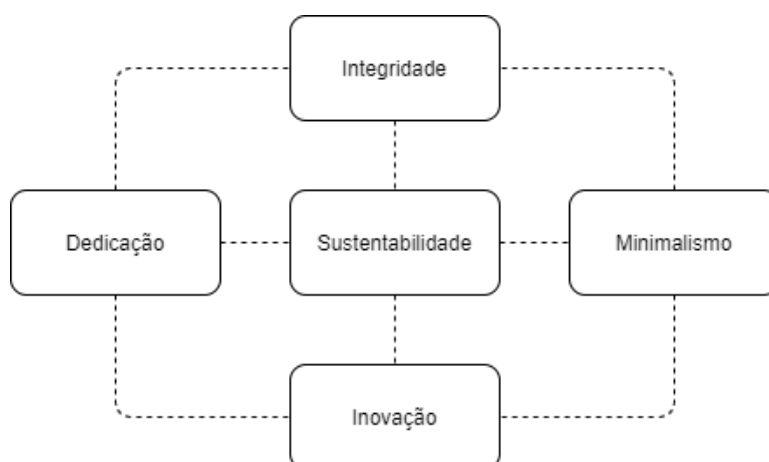 Integridade
Dedicação
Sustentabilidade
Minimalismo
Inovação